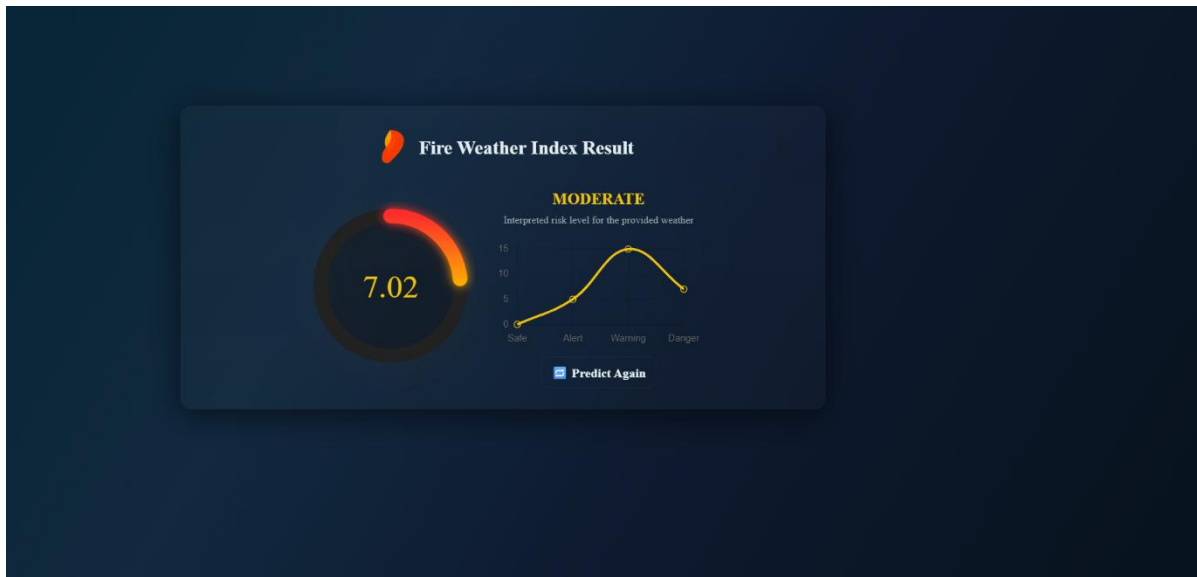 Fire Weather Index Result
7.02
MODERATE
Interpreted risk level for the provided weather
15
10
5
0
Safe Alert Warning Danger
Predict Again